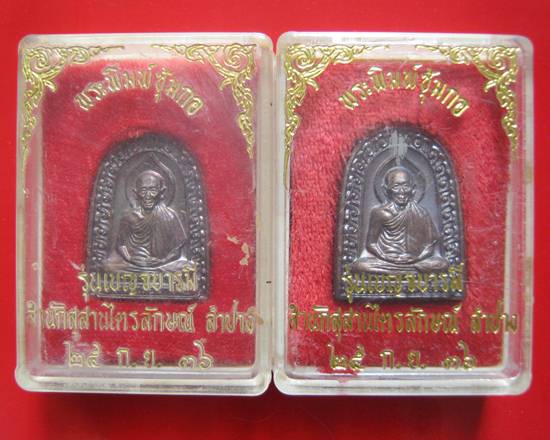 พระพิมพ์ซุ้มกอ
รุ่นเบญจบารมี
สำนักสุสานไตรลักษณ์ ลำปาง
๒๕ ก.ย. ๓๖
พระพิมพ์ซุ้มกอ
รุ่นเบญจบารมี
สำนักสุสานไตรลักษณ์ ลำปาง
๒๕ ก.ย. ๓๖